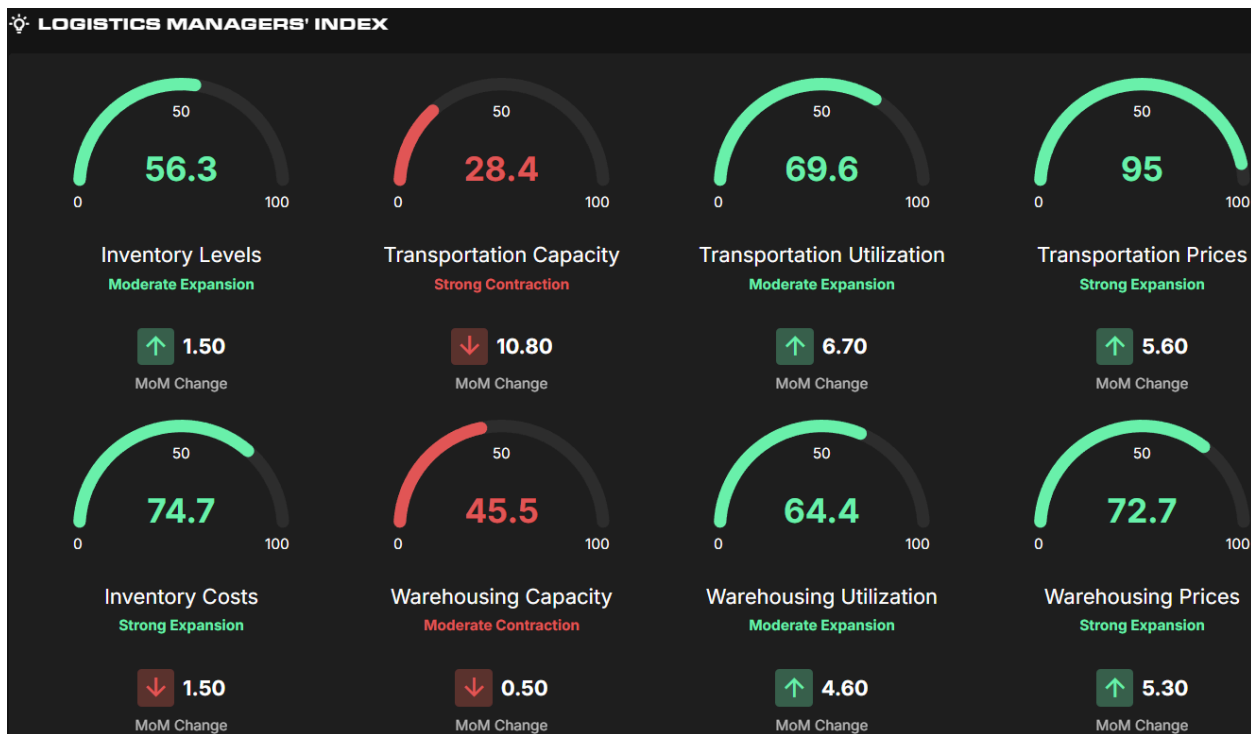 LOGISTICS MANAGERS' INDEX
50 50 50 50
56.3 28.4 69.6 95
0 100 0 100 0 100 0 100
Inventory Levels Transportation Capacity Transportation Utilization Transportation Prices
Moderate Expansion Strong Contraction Moderate Expansion Strong Expansion
↑ 1.50 ↓ 10.80 ↑ 6.70 ↑ 5.60
MoM Change MoM Change MoM Change MoM Change
50 50 50 50
74.7 45.5 64.4 72.7
0 100 0 100 0 100 0 100
Inventory Costs Warehousing Capacity Warehousing Utilization Warehousing Prices
Strong Expansion Moderate Contraction Moderate Expansion Strong Expansion
↓ 1.50 ↓ 0.50 ↑ 4.60 ↑ 5.30
MoM Change MoM Change MoM Change MoM Change